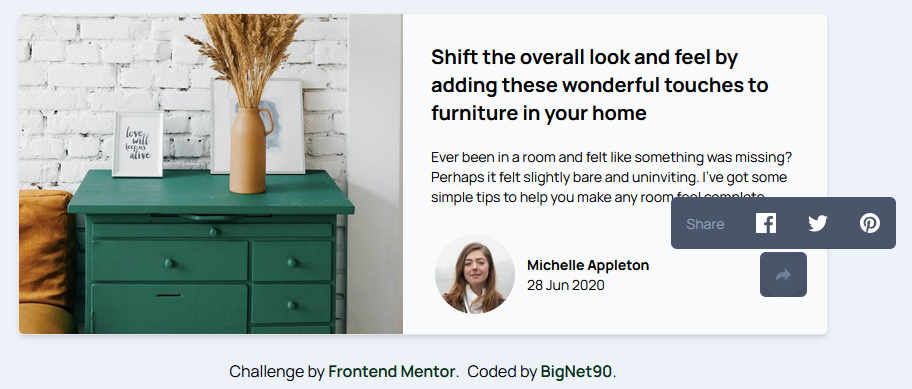 love
will
keep us
alive
Shift the overall look and feel by
adding these wonderful touches to
furniture in your home
Ever been in a room and felt like something was missing?
Perhaps it felt slightly bare and uninviting. I've got some
simple tips to help you make any room feel complete.
Share
Michelle Appleton
28 Jun 2020
Challenge by Frontend Mentor.  Coded by BigNet90.